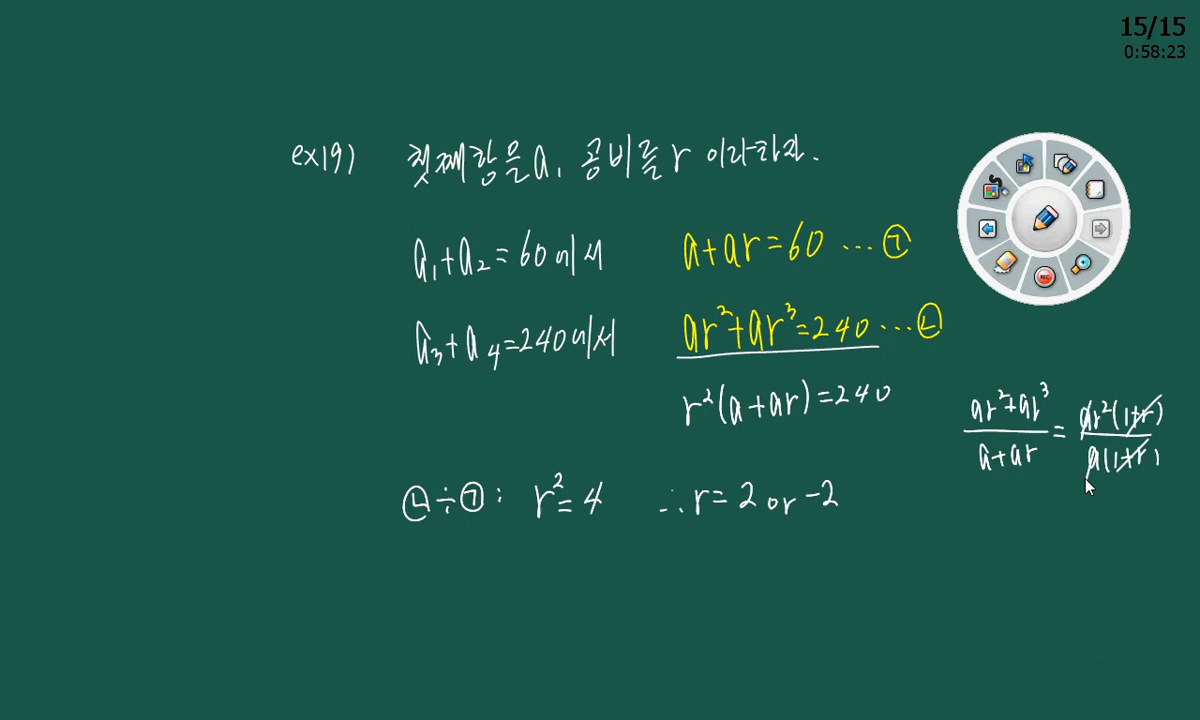 15/15
0:58:23
ex19) 첫째항을 a, 공비를 r 이라하자.
a₁+a₂=60에서 a+ar=60 … ㉠
a₃+a₄=240에서 ar²+ar³=240 … ㉡
r²(a+ar)=240
(ar²+ar³)/(a+ar) = ar²(1+r)/a(1+r)
㉡÷㉠: r²=4 ∴r=2 or -2
REC